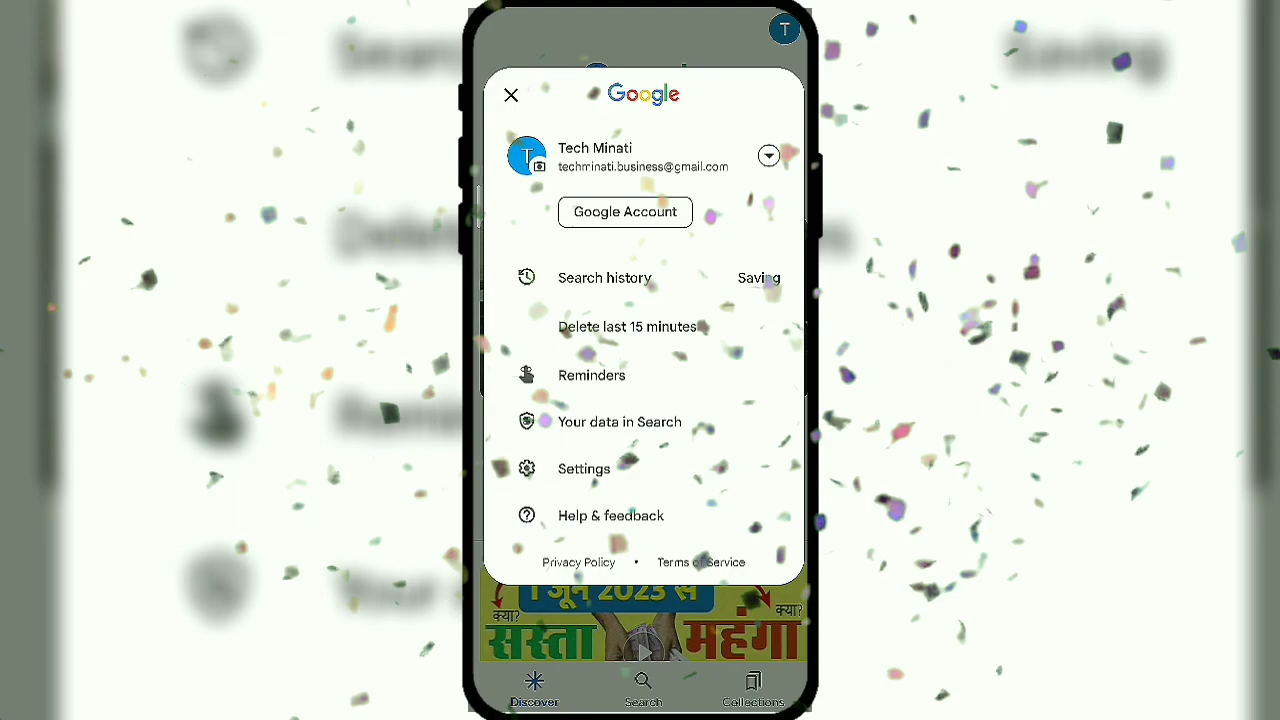 T
Google
T
Tech Minati
techminati.business@gmail.com
Google Account
Search history
Saving
Delete last 15 minutes
Reminders
Your data in Search
Settings
Help & feedback
Privacy Policy • Terms of Service
1 जून 2023 से
क्या?
क्या?
सस्ता
महंगा
Discover
Search
Collections
Saving